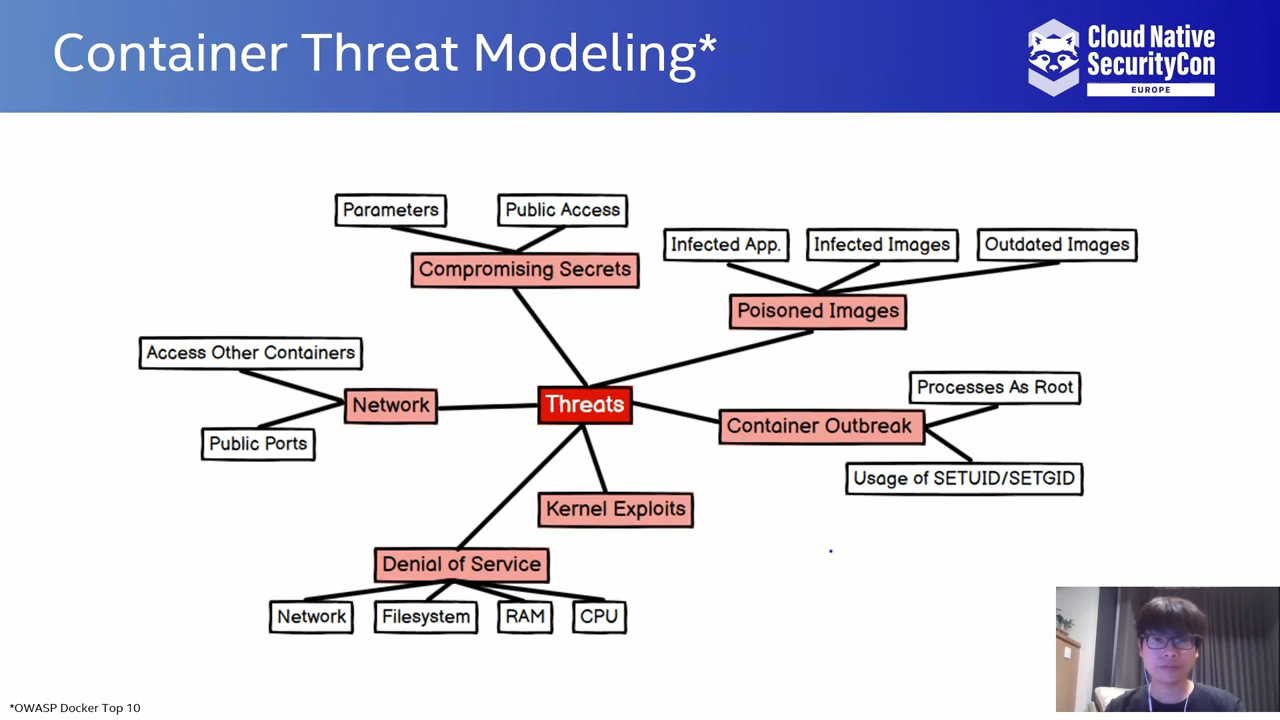 Container Threat Modeling*
Cloud Native
SecurityCon
EUROPE
Parameters
Public Access
Compromising Secrets
Infected App.
Infected Images
Outdated Images
Poisoned Images
Access Other Containers
Network
Public Ports
Threats
Processes As Root
Container Outbreak
Usage of SETUID/SETGID
Kernel Exploits
Denial of Service
Network
Filesystem
RAM
CPU
*OWASP Docker Top 10